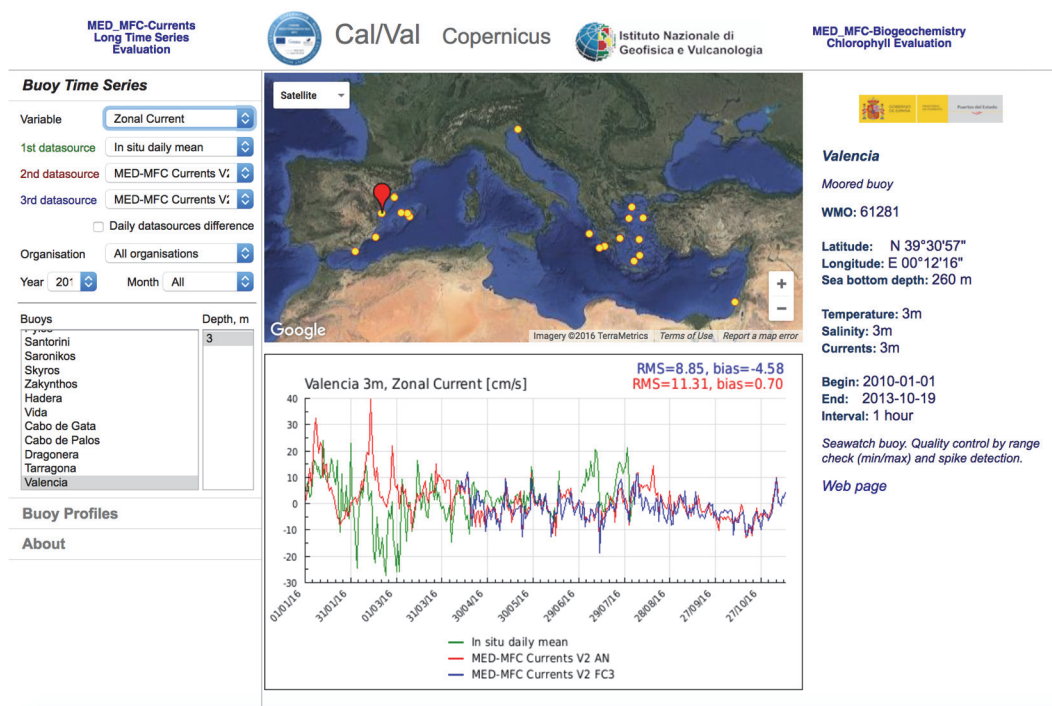 MED_MFC-Currents
Long Time Series
Evaluation
Cal/Val Copernicus
Istituto Nazionale di
Geofisica e Vulcanologia
MED_MFC-Biogeochemistry
Chlorophyll Evaluation
Buoy Time Series
Variable Zonal Current
1st datasource In situ daily mean
2nd datasource MED-MFC Currents V2
3rd datasource MED-MFC Currents V2
Daily datasources difference
Organisation All organisations
Year 201 Month All
Buoys Depth, m
Santorini 3
Saronikos
Skyros
Zakynthos
Hadera
Vida
Cabo de Gata
Cabo de Palos
Dragonera
Tarragona
Valencia
Buoy Profiles
About
Satellite
+
−
Google
Imagery ©2016 TerraMetrics Terms of Use Report a map error
RMS=8.85, bias=-4.58
Valencia 3m, Zonal Current [cm/s] RMS=11.31, bias=0.70
40
30
20
10
0
-10
-20
-30
01/01/16 31/01/16 01/03/16 31/03/16 30/04/16 30/05/16 29/06/16 29/07/16 28/08/16 27/09/16 27/10/16
In situ daily mean
MED-MFC Currents V2 AN
MED-MFC Currents V2 FC3
GOBIERNO
DE ESPAÑA
Puertos del Estado
Valencia
Moored buoy
WMO: 61281
Latitude: N 39°30'57"
Longitude: E 00°12'16"
Sea bottom depth: 260 m
Temperature: 3m
Salinity: 3m
Currents: 3m
Begin: 2010-01-01
End: 2013-10-19
Interval: 1 hour
Seawatch buoy. Quality control by range
check (min/max) and spike detection.
Web page